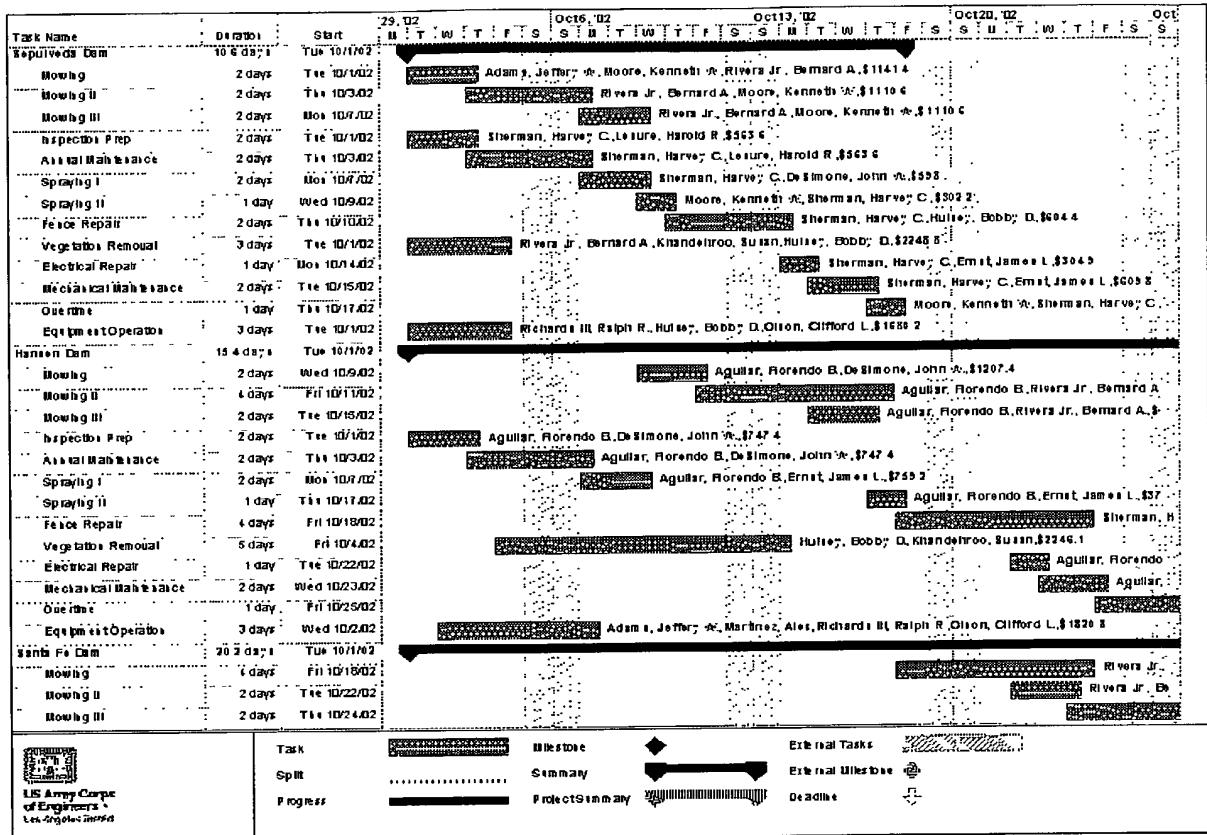 29, '02 Oct 6, '02 Oct 13, '02 Oct 20, '02 Oct
Task Name Duration Start M T W T F S S M T W T F S S M T W T F S S M T W T F S S
Sepulveda Dam 10.6 days Tue 10/1/02
Mowing 2 days Tue 10/1/02 Adams, Jeffery W., Moore, Kenneth W., Rivera Jr., Bernard A.,$1141.4
Mowing II 2 days Thu 10/3/02 Rivera Jr., Bernard A., Moore, Kenneth W.,$1110.6
Mowing III 2 days Mon 10/7/02 Rivera Jr., Bernard A., Moore, Kenneth W.,$1110.6
Inspection Prep 2 days Tue 10/1/02 Sherman, Harvey C., Lesure, Harold R.,$563.6
Annual Maintenance 2 days Thu 10/3/02 Sherman, Harvey C., Lesure, Harold R.,$563.6
Spraying I 2 days Mon 10/7/02 Sherman, Harvey C., DeSimone, John W.,$598.
Spraying II 1 day Wed 10/9/02 Moore, Kenneth W., Sherman, Harvey C.,$302.2
Fence Repair 2 days Thu 10/10/02 Sherman, Harvey C., Hulsey, Bobby D.,$604.4
Vegetation Removal 3 days Tue 10/1/02 Rivera Jr., Bernard A., Khandehroo, Susan, Hulsey, Bobby D.,$2248.8
Electrical Repair 1 day Mon 10/14/02 Sherman, Harvey C., Ernst, James L.,$304.9
Mechanical Maintenance 2 days Tue 10/15/02 Sherman, Harvey C., Ernst, James L.,$609.8
Overtime 1 day Thu 10/17/02 Moore, Kenneth W., Sherman, Harvey C.
Equipment Operation 3 days Tue 10/1/02 Richards III, Ralph R., Hulsey, Bobby D., Olson, Clifford L.,$1680.2
Hansen Dam 15.4 days Tue 10/1/02
Mowing 2 days Wed 10/9/02 Aguilar, Florendo B., DeSimone, John W.,$1207.4
Mowing II 4 days Fri 10/11/02 Aguilar, Florendo B., Rivera Jr., Bernard A
Mowing III 2 days Tue 10/15/02 Aguilar, Florendo B., Rivera Jr., Bernard A.,$
Inspection Prep 2 days Tue 10/1/02 Aguilar, Florendo B., DeSimone, John W.,$747.4
Annual Maintenance 2 days Thu 10/3/02 Aguilar, Florendo B., DeSimone, John W.,$747.4
Spraying I 2 days Mon 10/7/02 Aguilar, Florendo B., Ernst, James L.,$759.2
Spraying II 1 day Thu 10/17/02 Aguilar, Florendo B., Ernst, James L.,$37
Fence Repair 4 days Fri 10/18/02 Sherman, H
Vegetation Removal 5 days Fri 10/4/02 Hulsey, Bobby D., Khandehroo, Susan,$2246.1
Electrical Repair 1 day Tue 10/22/02 Aguilar, Florendo
Mechanical Maintenance 2 days Wed 10/23/02 Aguilar,
Overtime 1 day Fri 10/25/02
Equipment Operation 3 days Wed 10/2/02 Adams, Jeffery W., Martinez, Alex, Richards III, Ralph R., Olson, Clifford L.,$1820.8
Santa Fe Dam 20.2 days Tue 10/1/02
Mowing 4 days Fri 10/18/02 Rivera Jr.,
Mowing II 2 days Tue 10/22/02 Rivera Jr., Be
Mowing III 2 days Thu 10/24/02
Task Milestone External Tasks
Split Summary External Milestone
Progress Project Summary Deadline
US Army Corps
of Engineers
Los Angeles District